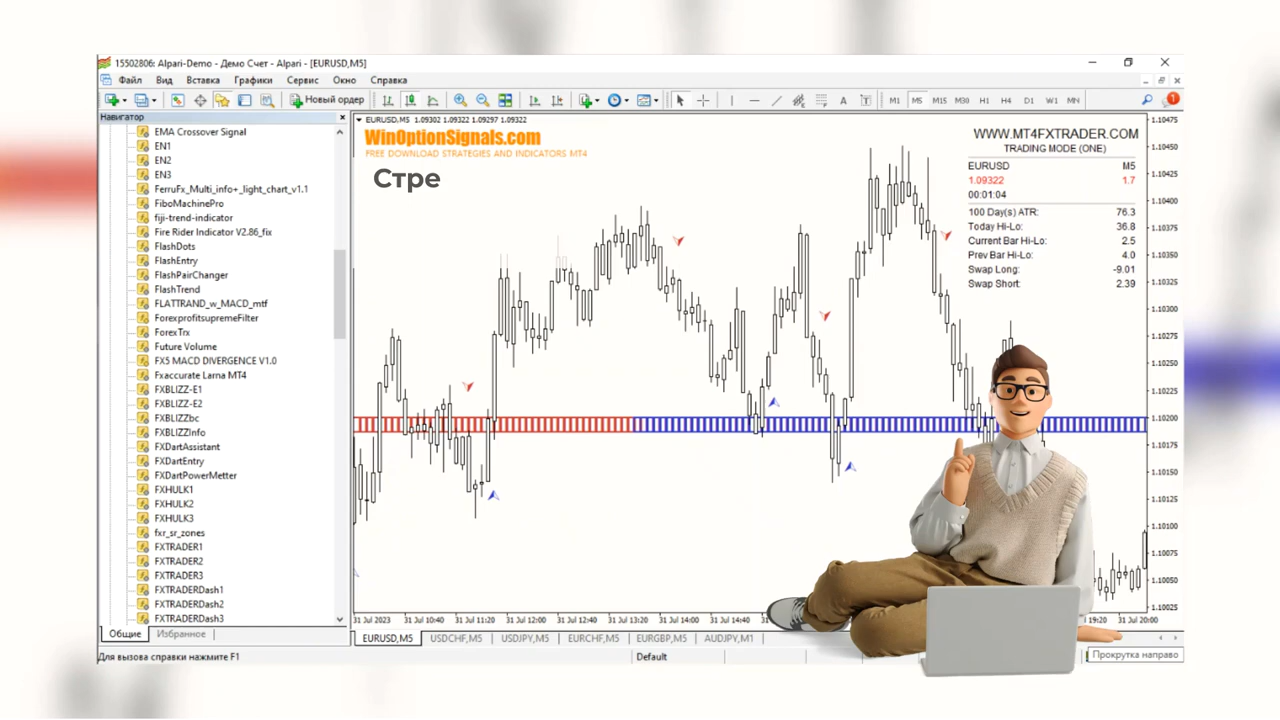 15502806: Alpari-Demo - Демо Счет - Alpari - [EURUSD,M5]
Файл Вид Вставка Графики Сервис Окно Справка
Новый ордер
A T M1 M5 M15 M30 H1 H4 D1 W1 MN
1
Навигатор
EMA Crossover Signal
EN1
EN2
EN3
FerruFx_Multi_info+_light_chart_v1.1
FiboMachinePro
fiji-trend-indicator
Fire Rider Indicator V2.86_fix
FlashDots
FlashEntry
FlashPairChanger
FlashTrend
FLATTRAND_w_MACD_mtf
ForexprofitsupremeFilter
ForexTrx
Future Volume
FX5 MACD DIVERGENCE V1.0
Fxaccurate Larna MT4
FXBLIZZ-E1
FXBLIZZ-E2
FXBLIZZbc
FXBLIZZInfo
FXDartAssistant
FXDartEntry
FXDartPowerMetter
FXHULK1
FXHULK2
FXHULK3
fxr_sr_zones
FXTRADER1
FXTRADER2
FXTRADER3
FXTRADERDash1
FXTRADERDash2
FXTRADERDash3
Общие Избранное
EURUSD,M5 1.09302 1.09322 1.09297 1.09322
WinOptionSignals.com
FREE DOWNLOAD STRATEGIES AND INDICATORS MT4
Стре
WWW.MT4FXTRADER.COM
TRADING MODE (ONE)
EURUSD M5
1.09322 1.7
00:01:04
100 Day(s) ATR: 76.3
Today Hi-Lo: 36.8
Current Bar Hi-Lo: 2.5
Prev Bar Hi-Lo: 4.0
Swap Long: -9.01
Swap Short: 2.39
1.10475
1.10450
1.10425
1.10400
1.10375
1.10350
1.10325
1.10300
1.10275
1.10250
1.10225
1.10200
1.10175
1.10150
1.10125
1.10100
1.10075
1.10050
1.10025
31 Jul 2023 31 Jul 10:40 31 Jul 11:20 31 Jul 12:00 31 Jul 12:40 31 Jul 13:20 31 Jul 14:00 31 Jul 14:40 31 19:20 31 Jul 20:00
EURUSD,M5 USDCHF,M5 USDJPY,M5 EURCHF,M5 EURGBP,M5 AUDJPY,M1
Для вызова справки нажмите F1 Default
Прокрутка направо